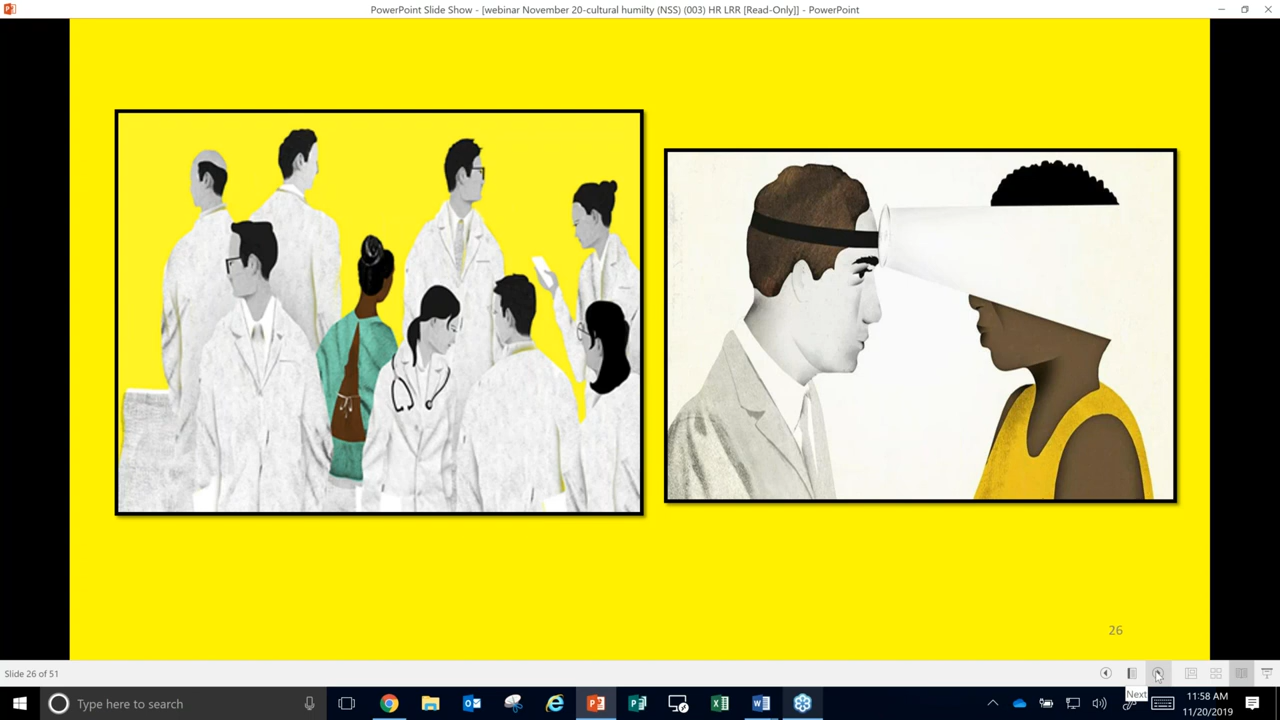 PowerPoint Slide Show - [webinar November 20-cultural humilty (NSS) (003) HR LRR [Read-Only]] - PowerPoint
26
Slide 26 of 51
Next
Type here to search
11:58 AM
11/20/2019